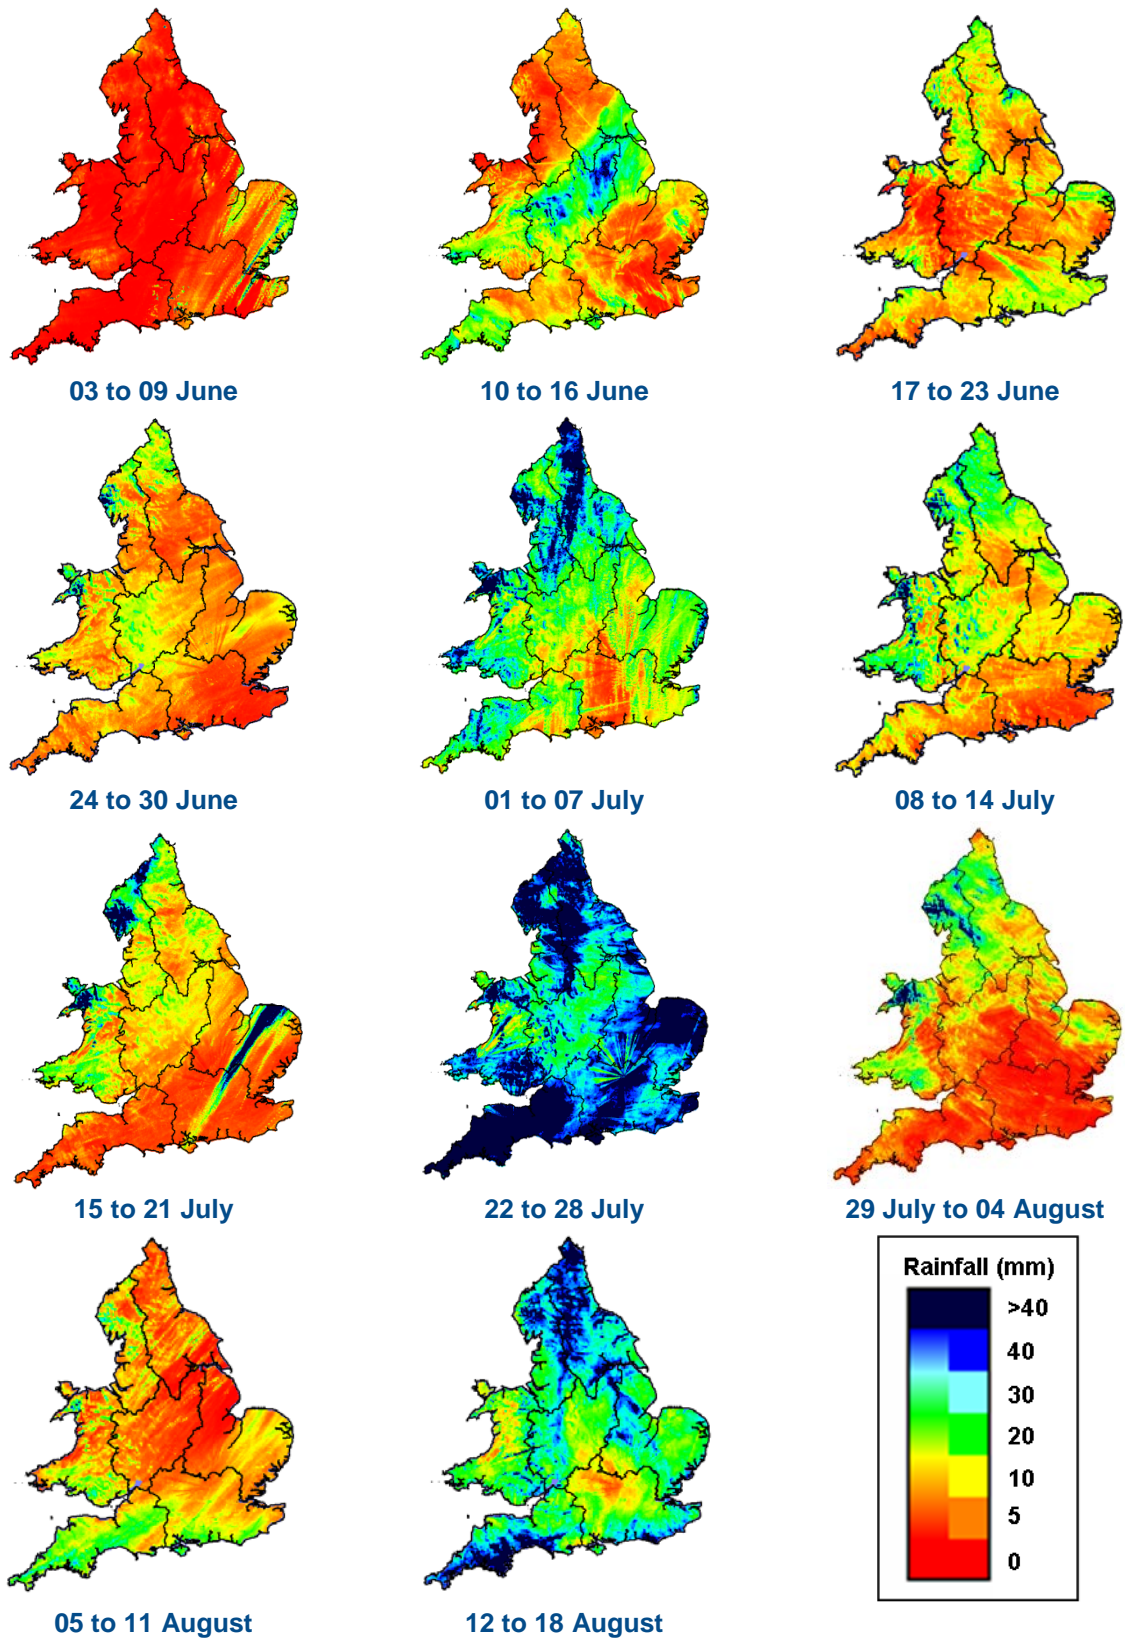 03 to 09 June
10 to 16 June
17 to 23 June
24 to 30 June
01 to 07 July
08 to 14 July
15 to 21 July
22 to 28 July
29 July to 04 August
05 to 11 August
12 to 18 August
Rainfall (mm)
>40
40
30
20
10
5
0